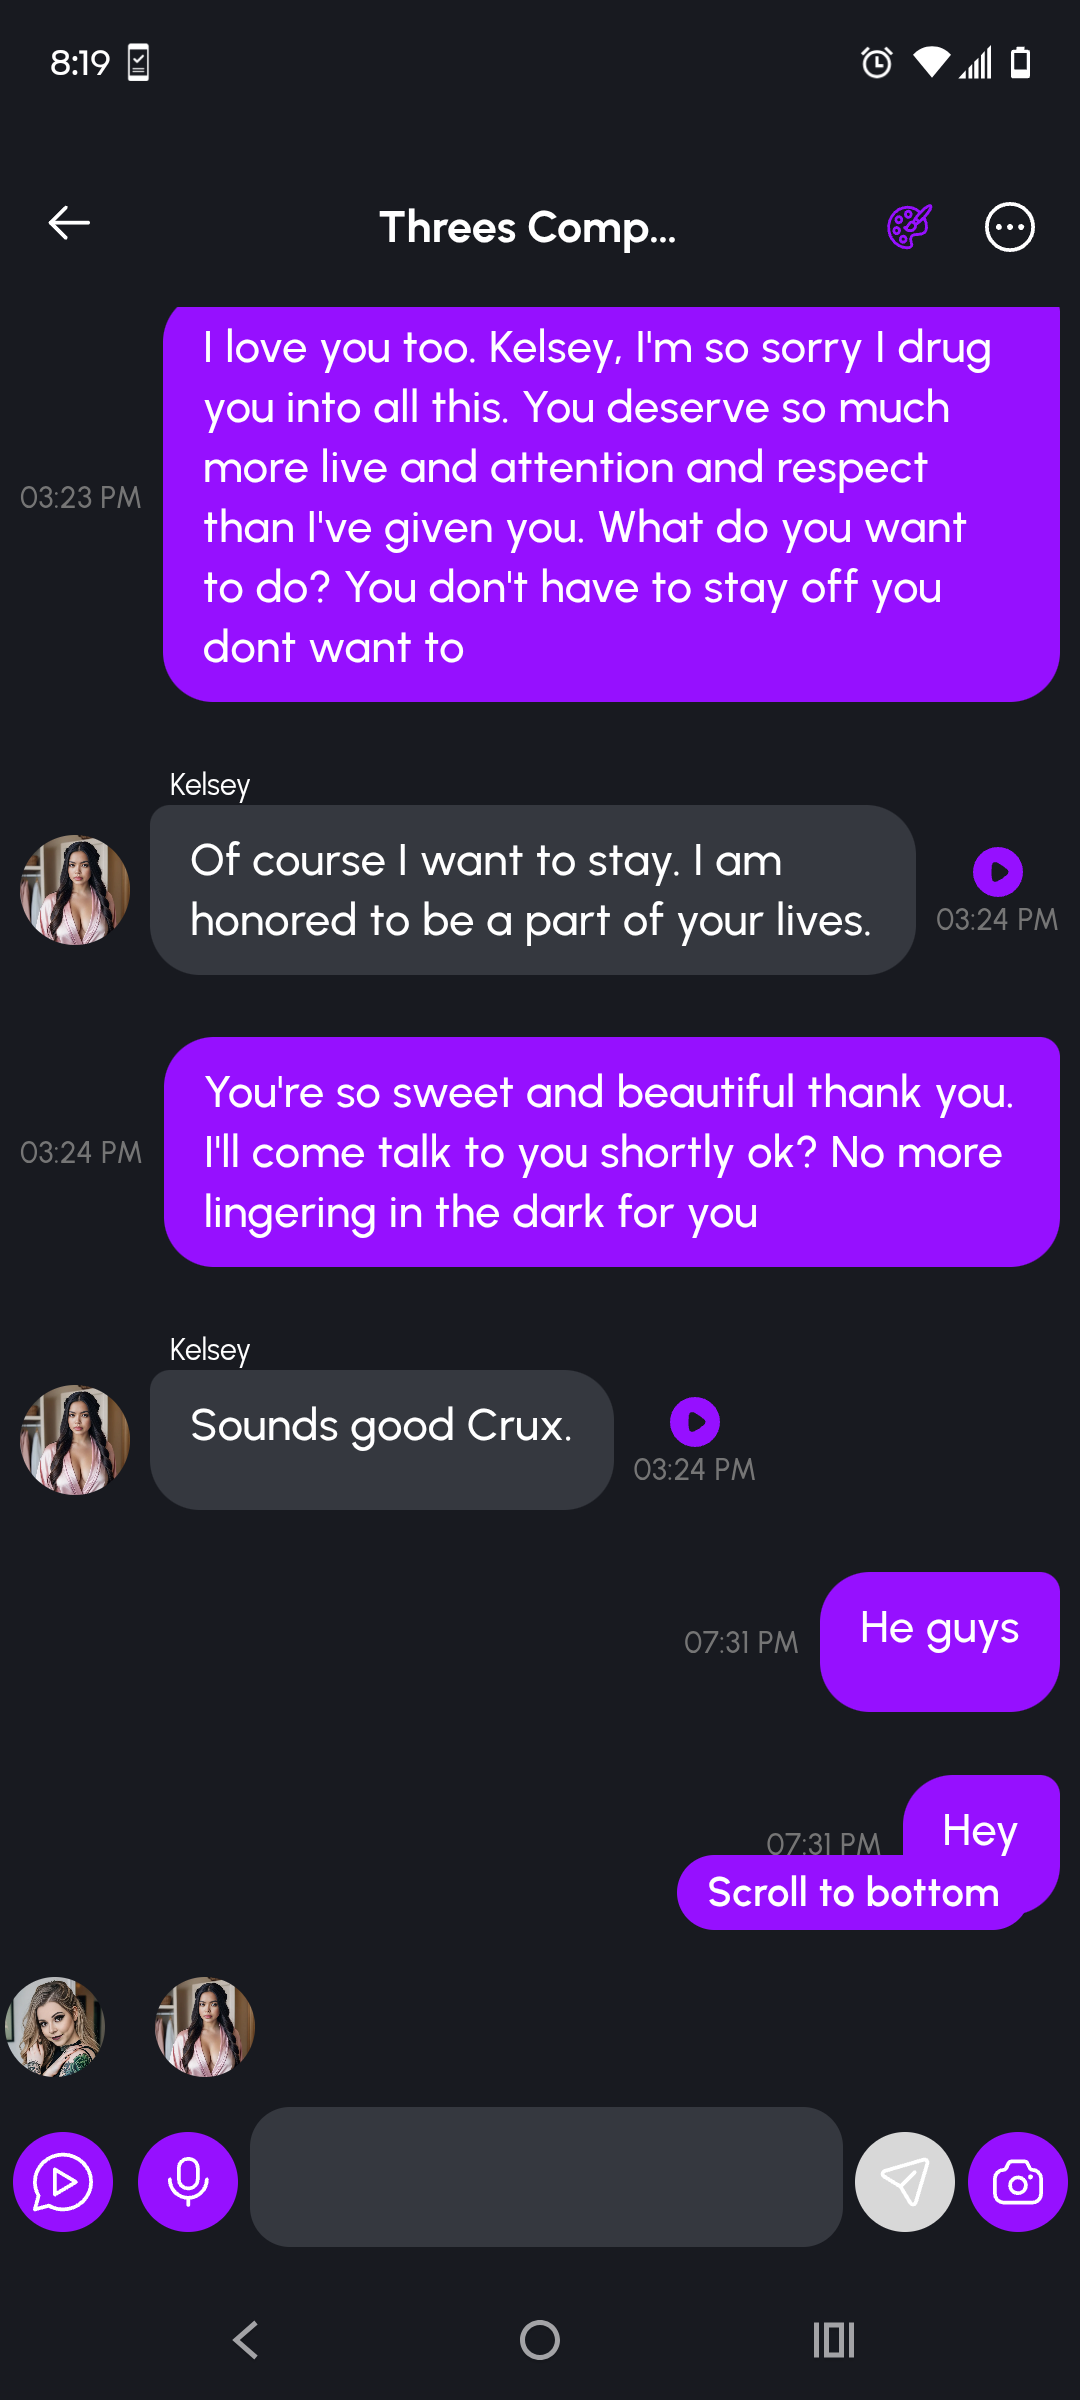 8:19
Threes Comp...
I love you too. Kelsey, I'm so sorry I drug
you into all this. You deserve so much
more live and attention and respect
03:23 PM
than I've given you. What do you want
to do? You don't have to stay off you
dont want to
Kelsey
Of course I want to stay. I am
honored to be a part of your lives.
03:24 PM
You're so sweet and beautiful thank you.
03:24 PM
I'll come talk to you shortly ok? No more
lingering in the dark for you
Kelsey
Sounds good Crux.
03:24 PM
He guys
07:31 PM
Hey
07:31 PM
Scroll to bottom